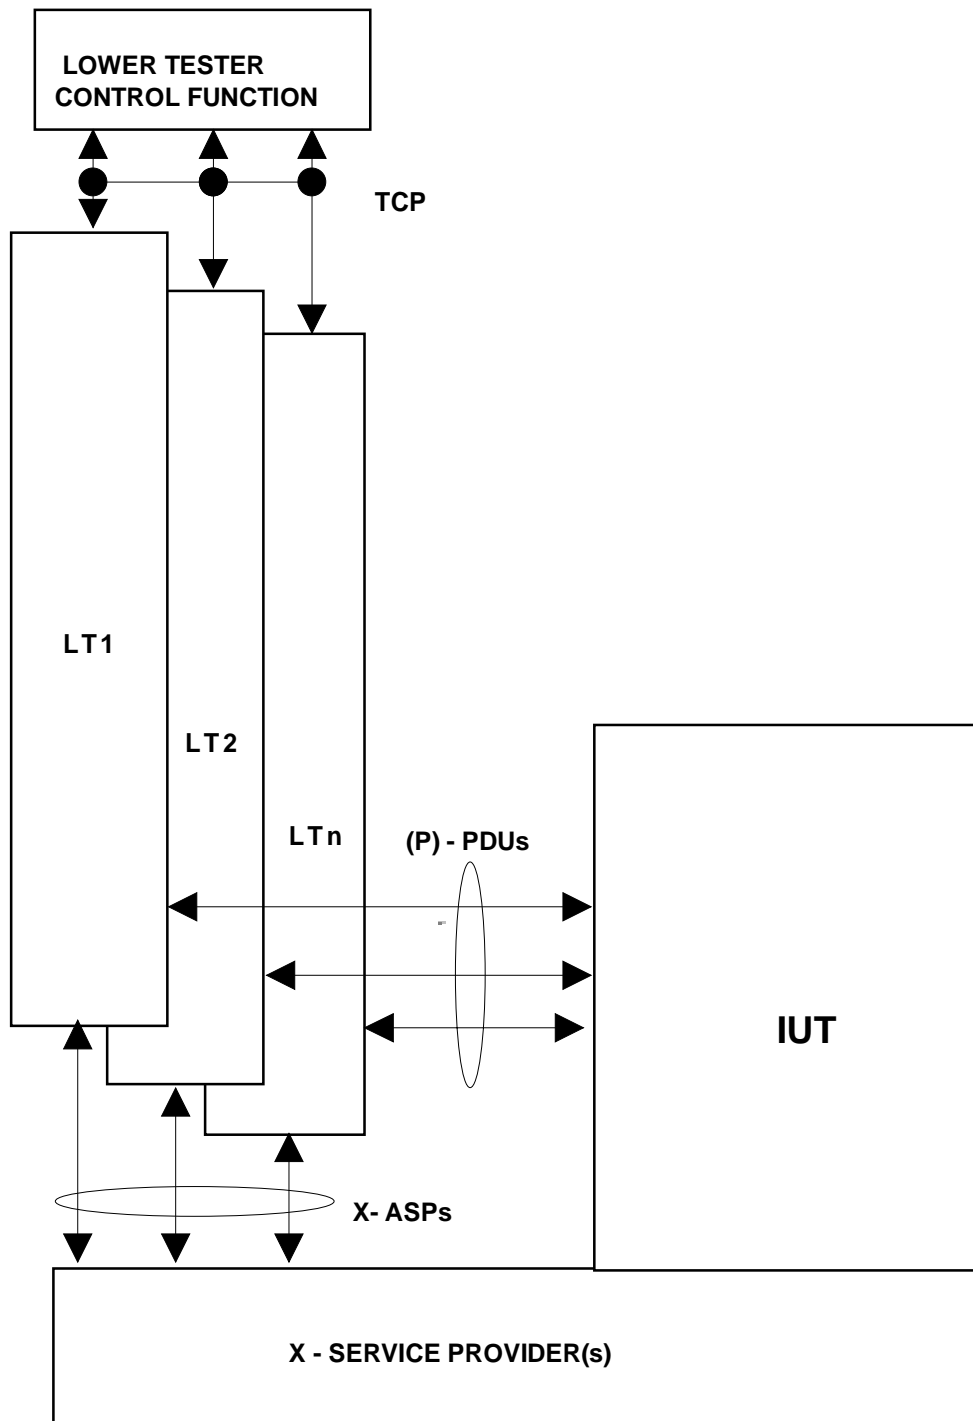 LOWER TESTER
CONTROL FUNCTION
TCP
LT1
LT2
LTn
(P) - PDUs
IUT
X- ASPs
X - SERVICE PROVIDER(s)